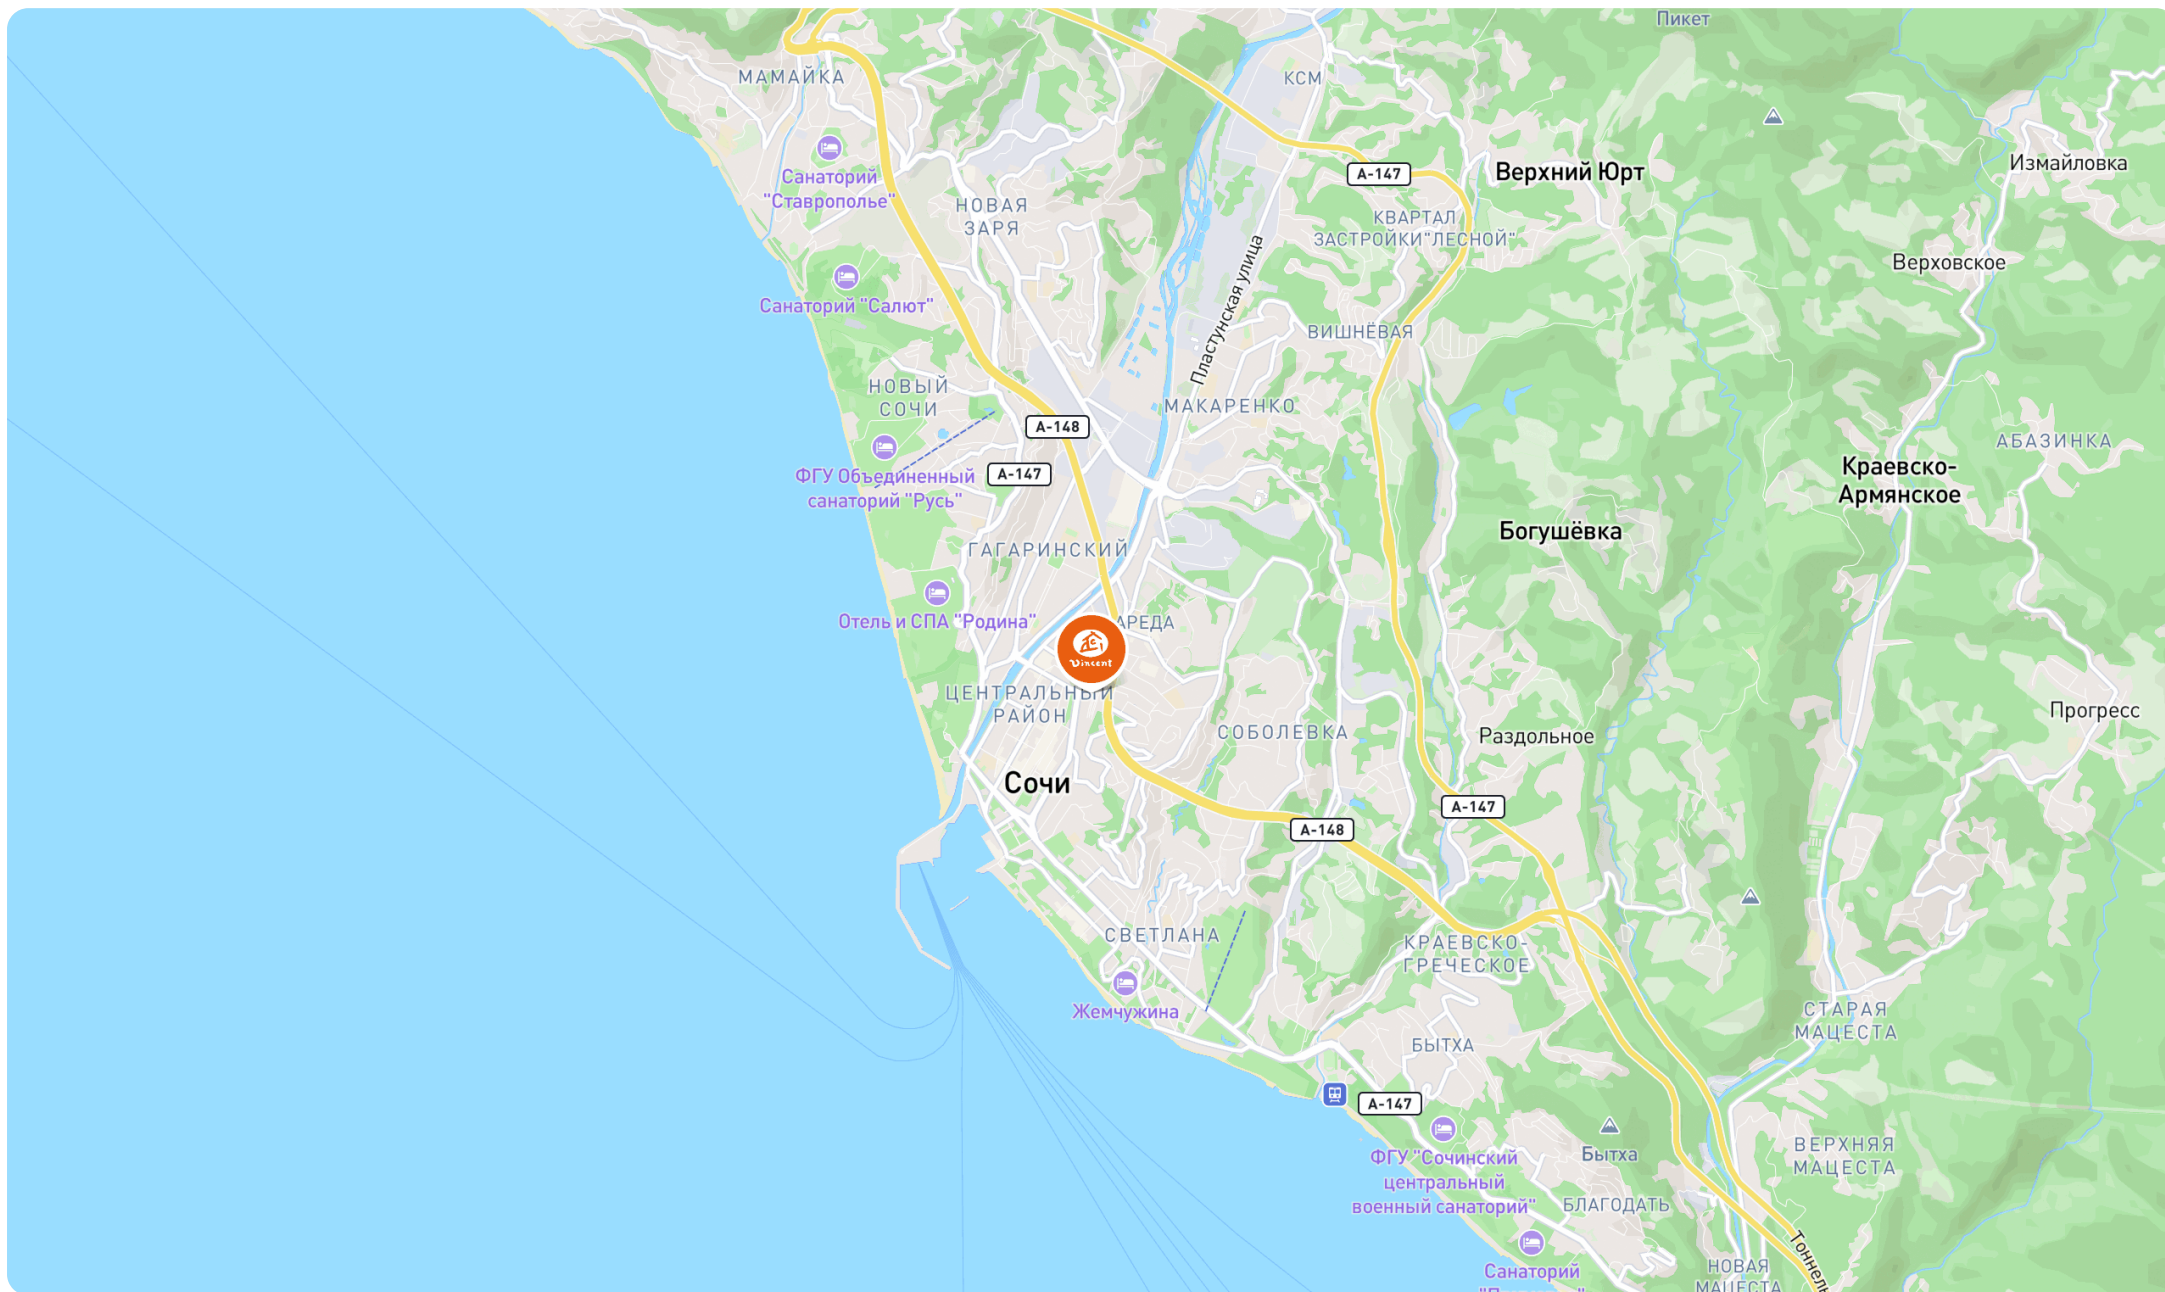 Пикет
МАМАЙКА
КСМ
Санаторий
"Ставрополье"
А-147
Верхний Юрт
Измайловка
НОВАЯ
ЗАРЯ
КВАРТАЛ
ЗАСТРОЙКИ"ЛЕСНОЙ"
Верховское
Санаторий "Салют"
Пластунская улица
ВИШНЁВАЯ
НОВЫЙ
СОЧИ
МАКАРЕНКО
А-148
АБАЗИНКА
А-147
ФГУ Объединенный
санаторий "Русь"
Краевско-
Армянское
Богушёвка
ГАГАРИНСКИЙ
Отель и СПА "Родина"
АРЕДА
Vincent
ЦЕНТРАЛЬНЫЙ
РАЙОН
Прогресс
СОБОЛЕВКА
Раздольное
Сочи
А-147
А-148
СВЕТЛАНА
КРАЕВСКО-
ГРЕЧЕСКОЕ
Жемчужина
СТАРАЯ
МАЦЕСТА
БЫТХА
А-147
ФГУ "Сочинский
центральный
военный санаторий"
Бытха
ВЕРХНЯЯ
МАЦЕСТА
БЛАГОДАТЬ
Тоннель
НОВАЯ
МАЦЕСТА
Санаторий